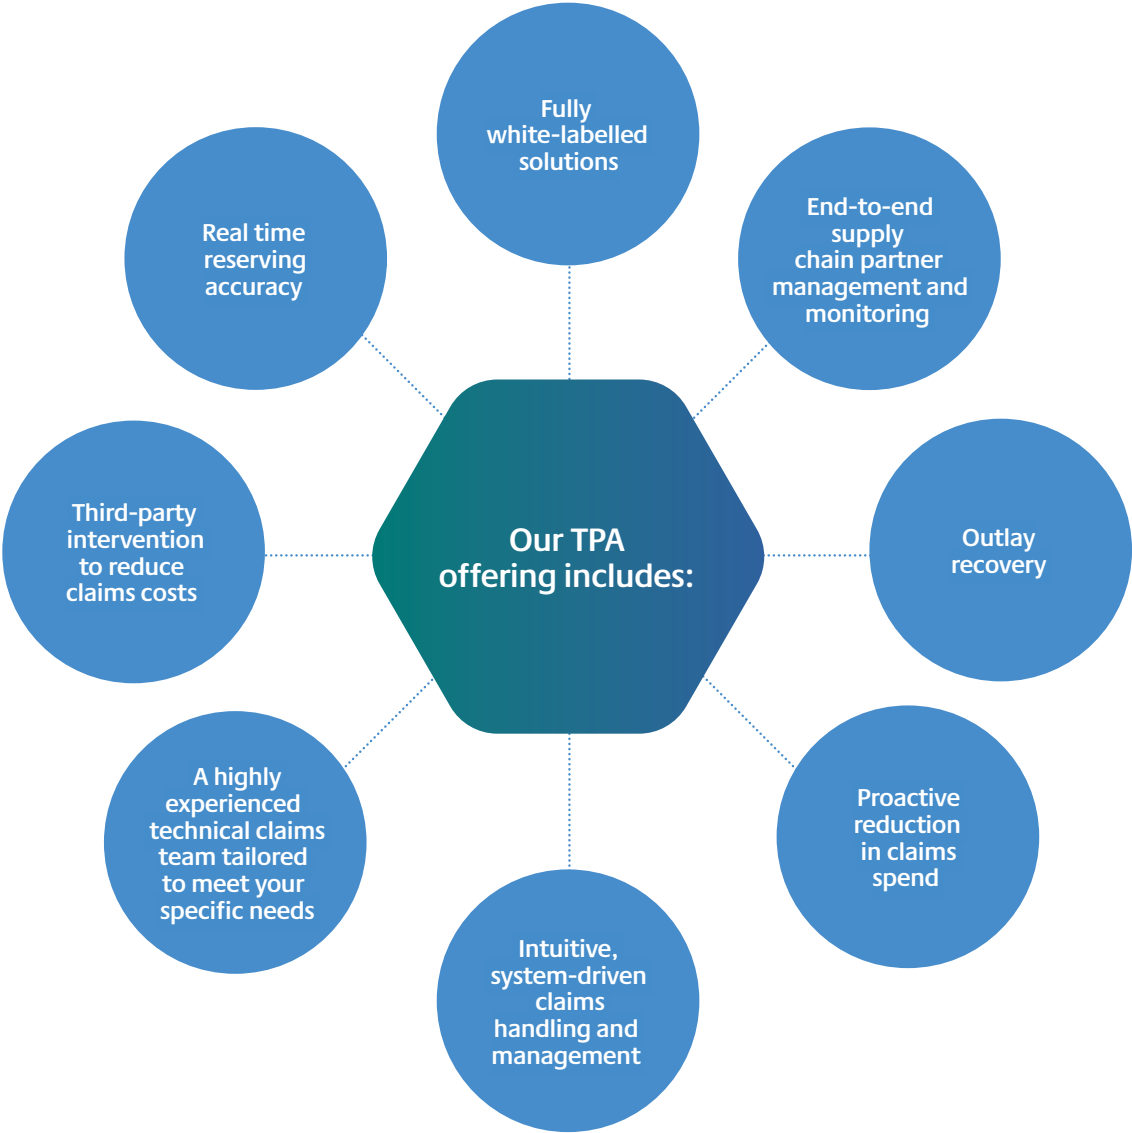 Our TPA
offering includes:
Fully
white-labelled
solutions
End-to-end
supply
chain partner
management and
monitoring
Outlay
recovery
Proactive
reduction
in claims
spend
Intuitive,
system-driven
claims
handling and
management
A highly
experienced
technical claims
team tailored
to meet your
specific needs
Third-party
intervention
to reduce
claims costs
Real time
reserving
accuracy